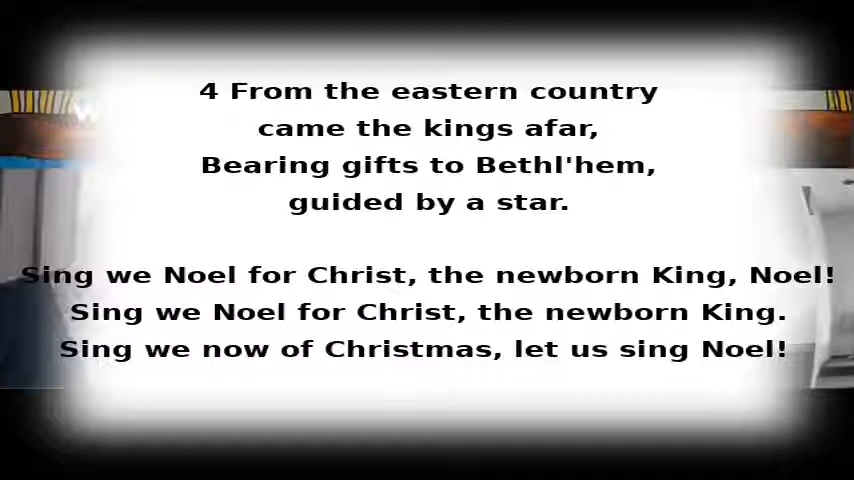 4 From the eastern country
came the kings afar,
Bearing gifts to Bethl'hem,
guided by a star.
Sing we Noel for Christ, the newborn King, Noel!
Sing we Noel for Christ, the newborn King.
Sing we now of Christmas, let us sing Noel!